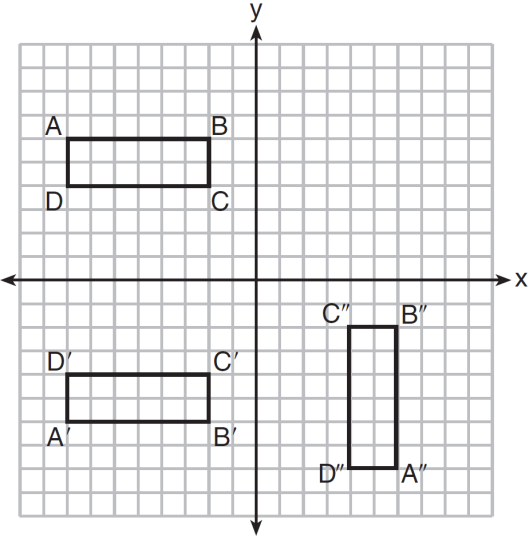 y
A B
D C
x
C″ B″
D′ C′
A′ B′
D″ A″